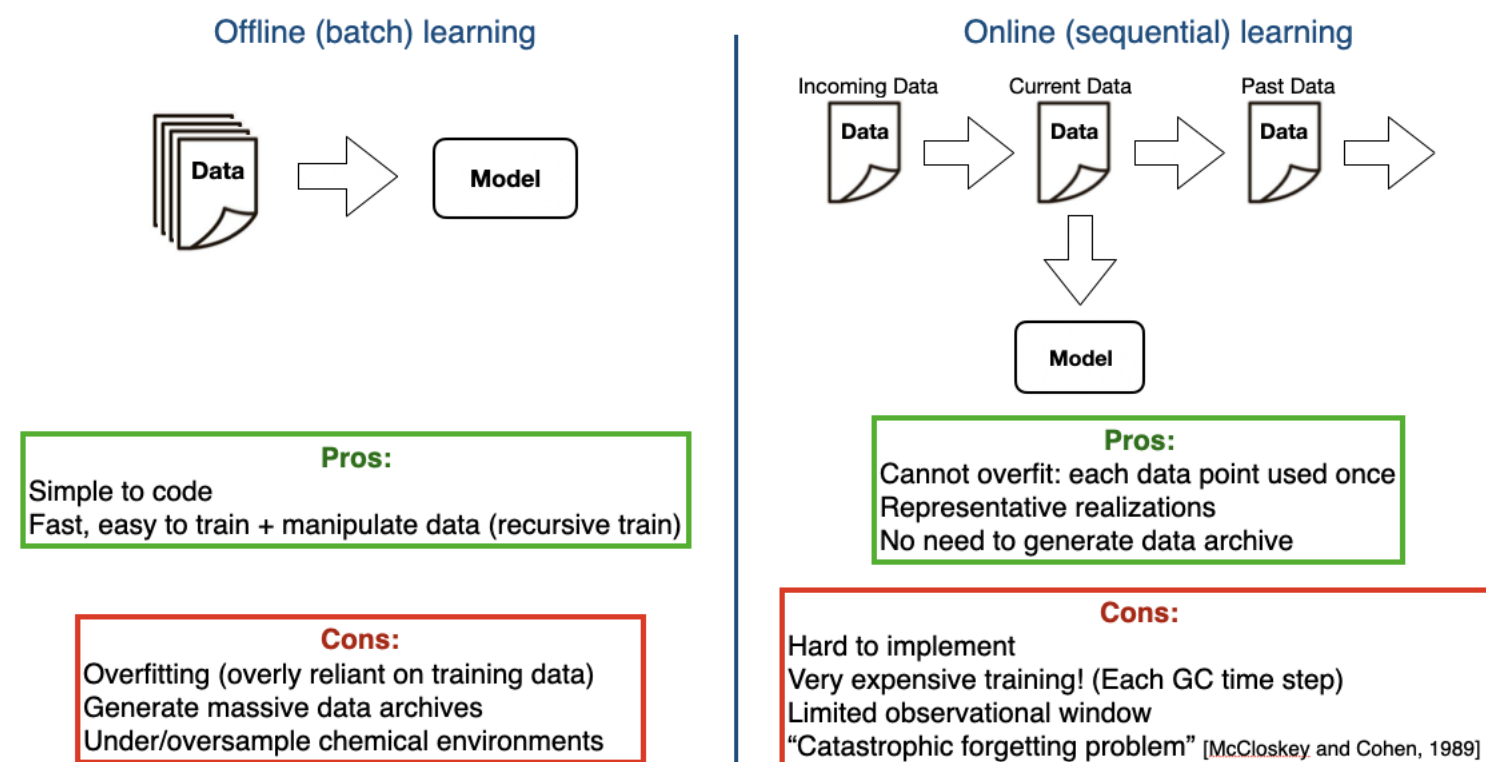 Offline (batch) learning
Data
Model
Pros:
Simple to code
Fast, easy to train + manipulate data (recursive train)
Cons:
Overfitting (overly reliant on training data)
Generate massive data archives
Under/oversample chemical environments
Online (sequential) learning
Incoming Data
Current Data
Past Data
Data
Data
Data
Model
Pros:
Cannot overfit: each data point used once
Representative realizations
No need to generate data archive
Cons:
Hard to implement
Very expensive training! (Each GC time step)
Limited observational window
“Catastrophic forgetting problem” [McCloskey and Cohen, 1989]